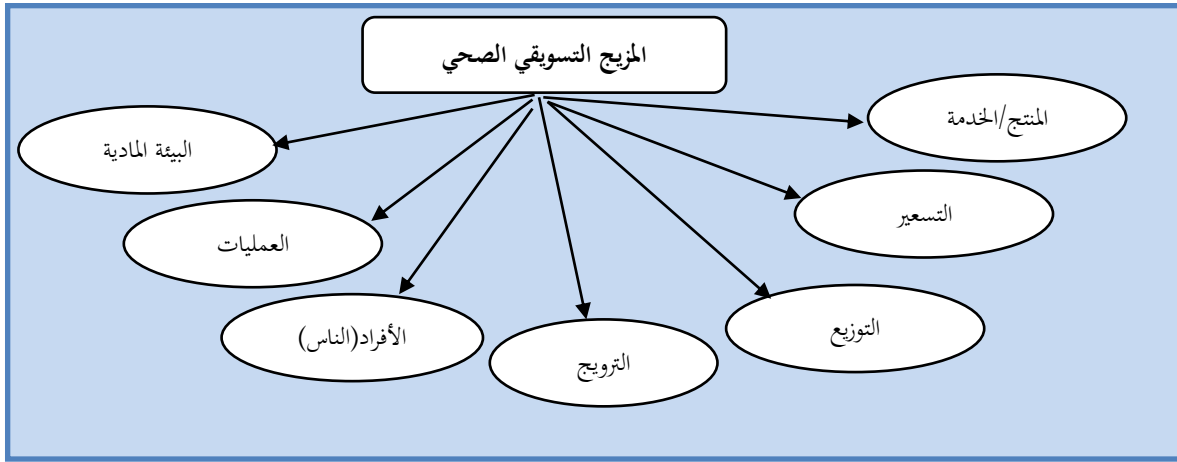 المزيج التسويقي الصحي
المنتج/الخدمة
التسعير
التوزيع
الترويج
الأفراد(الناس)
العمليات
البيئة المادية